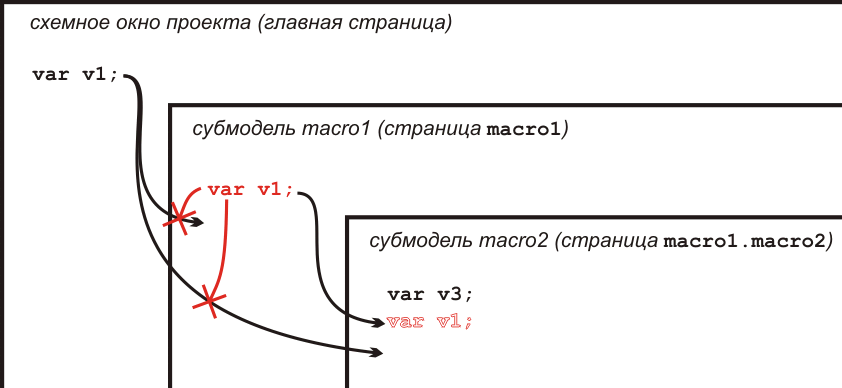 схемное окно проекта (главная страница)
var v1;
субмодель macro1 (страница macro1)
var v1;
субмодель macro2 (страница macro1.macro2)
var v3;
var v1;